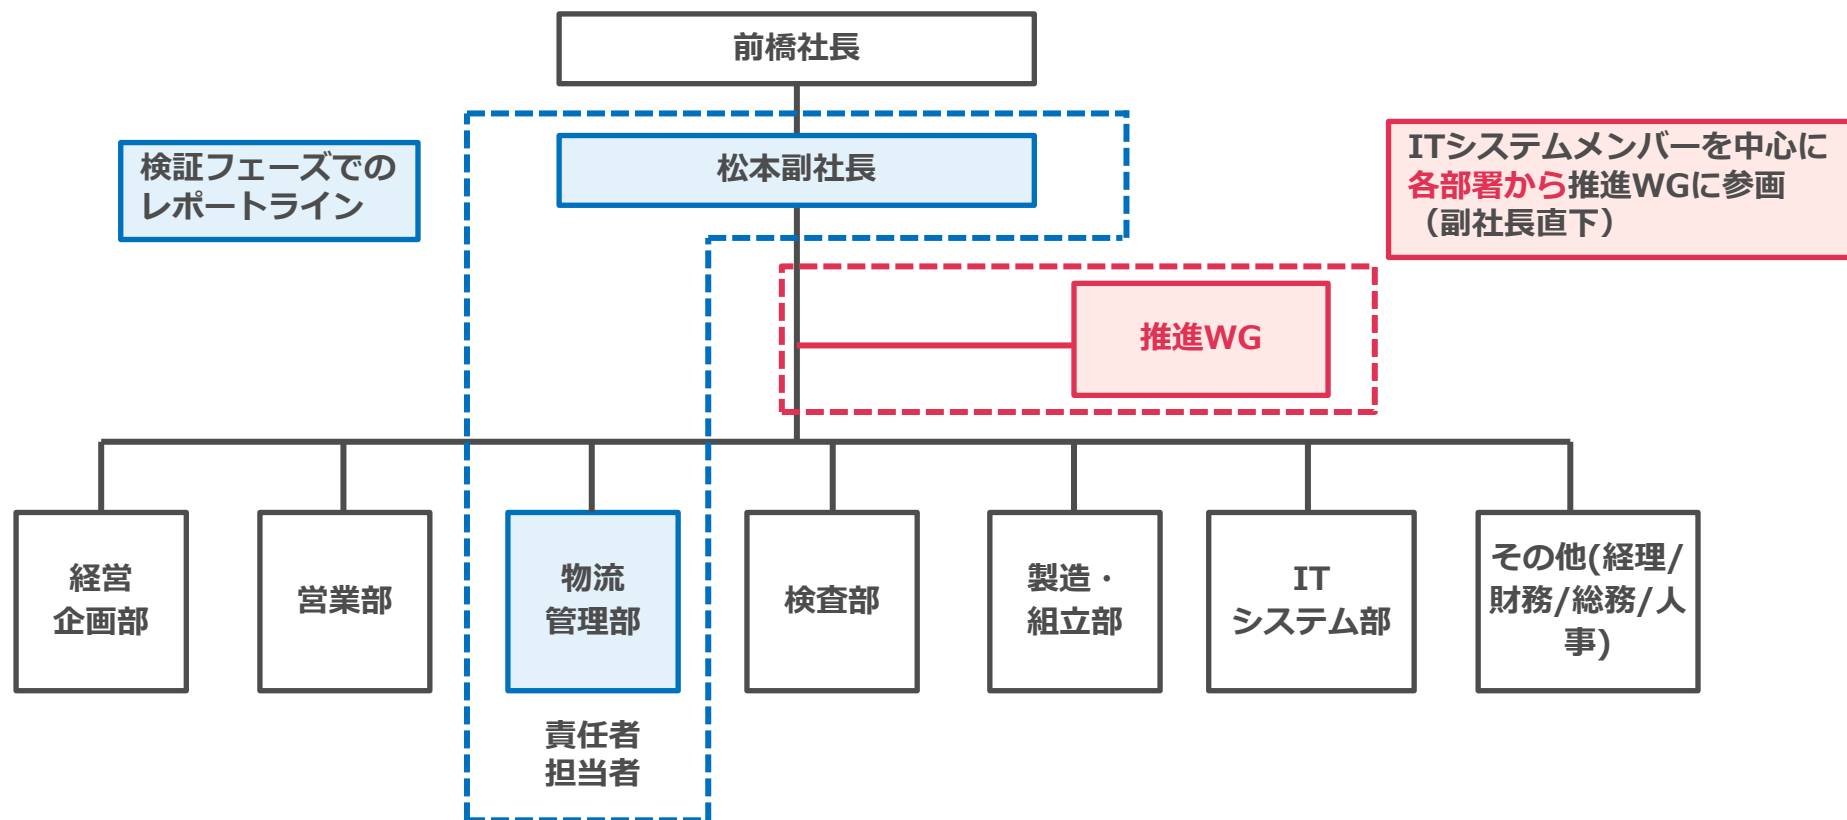 前橋社長
検証フェーズでの
レポートライン
松本副社長
ITシステムメンバーを中心に
各部署から推進WGに参画
（副社長直下）
推進WG
経営
企画部
営業部
物流
管理部
検査部
製造・
組立部
IT
システム部
その他(経理/
財務/総務/人
事)
責任者
担当者